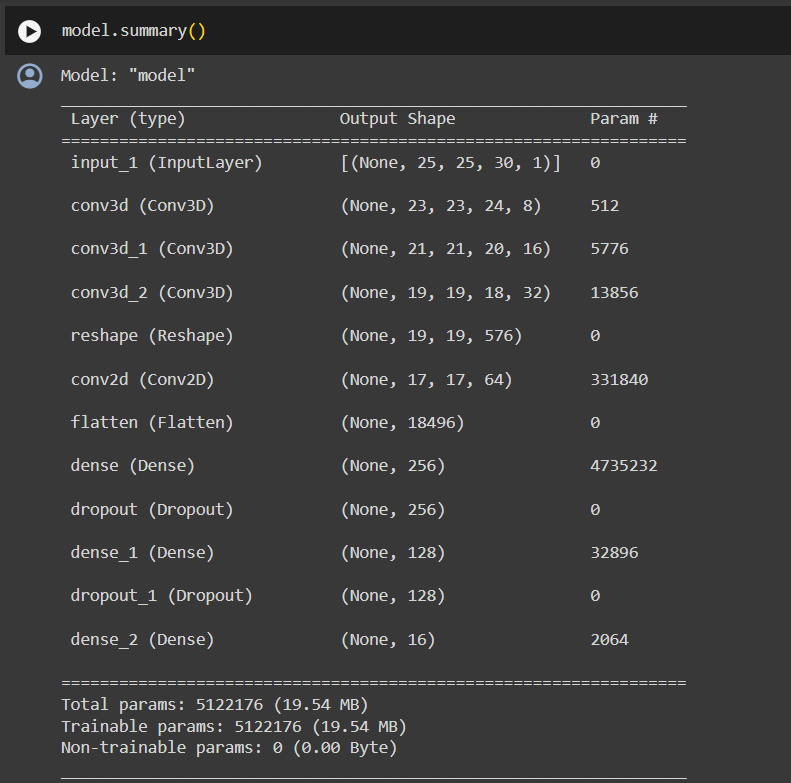 model.summary()
Model: "model"
Layer (type) Output Shape Param #
=================================================================
input_1 (InputLayer) [(None, 25, 25, 30, 1)] 0
conv3d (Conv3D) (None, 23, 23, 24, 8) 512
conv3d_1 (Conv3D) (None, 21, 21, 20, 16) 5776
conv3d_2 (Conv3D) (None, 19, 19, 18, 32) 13856
reshape (Reshape) (None, 19, 19, 576) 0
conv2d (Conv2D) (None, 17, 17, 64) 331840
flatten (Flatten) (None, 18496) 0
dense (Dense) (None, 256) 4735232
dropout (Dropout) (None, 256) 0
dense_1 (Dense) (None, 128) 32896
dropout_1 (Dropout) (None, 128) 0
dense_2 (Dense) (None, 16) 2064
=================================================================
Total params: 5122176 (19.54 MB)
Trainable params: 5122176 (19.54 MB)
Non-trainable params: 0 (0.00 Byte)